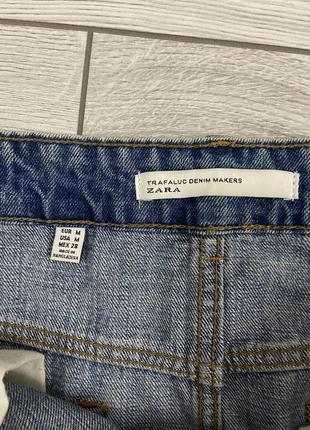 TRAFALUC DENIM MAKERS
ZARA
EUR M
USA M
MEX 28
MADE IN
BANGLADESH